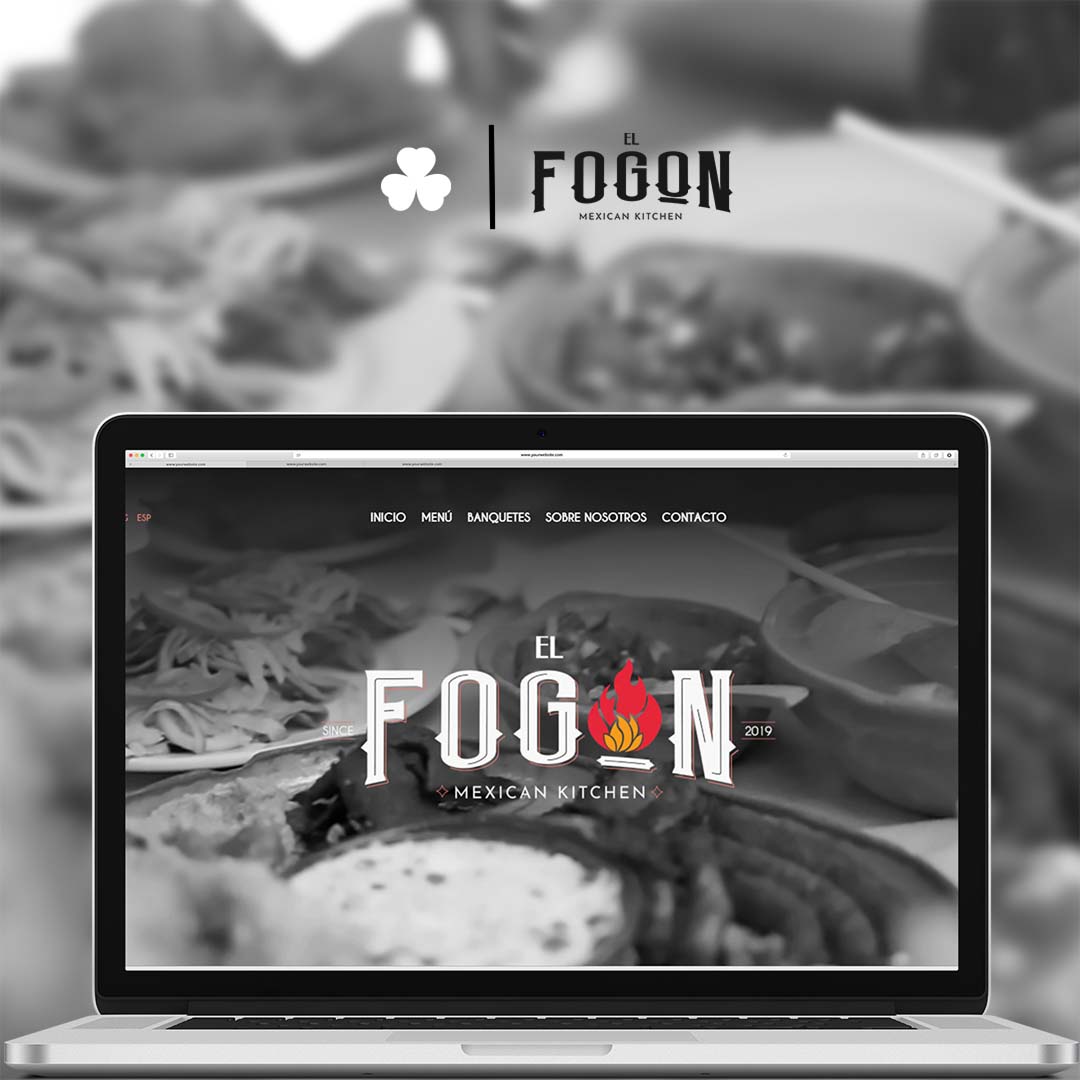 EL
FOGON
MEXICAN KITCHEN
www.yourwebsite.com
www.yourwebsite.com www.yourwebsite.com www.yourwebsite.com
ESP INICIO MENÚ BANQUETES SOBRE NOSOTROS CONTACTO
EL
FOGON
SINCE 2019
MEXICAN KITCHEN